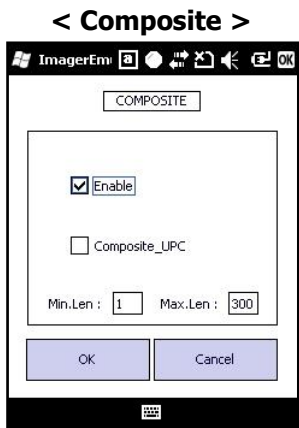 < Composite >
ImagerEm a OK
COMPOSITE
Enable
Composite_UPC
Min.Len : 1 Max.Len : 300
OK Cancel